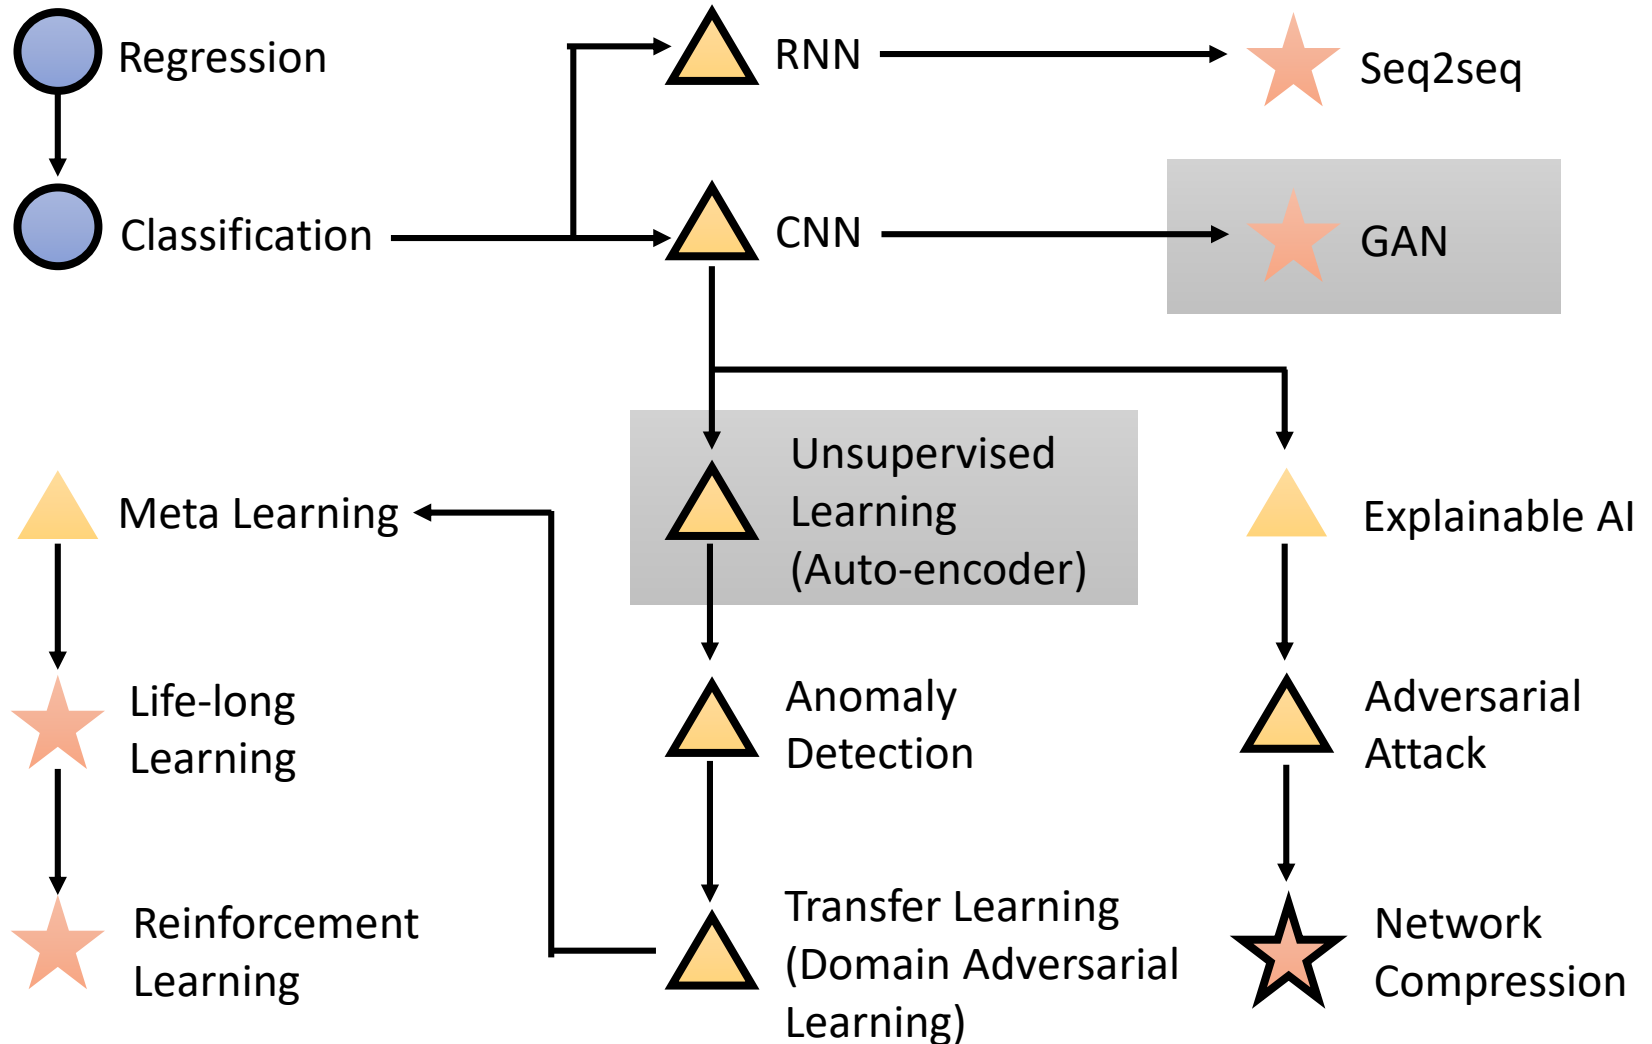 Regression
RNN
Seq2seq
Classification
CNN
GAN
Unsupervised
Learning
(Auto-encoder)
Meta Learning
Explainable AI
Life-long
Learning
Anomaly
Detection
Adversarial
Attack
Reinforcement
Learning
Transfer Learning
(Domain Adversarial
Learning)
Network
Compression